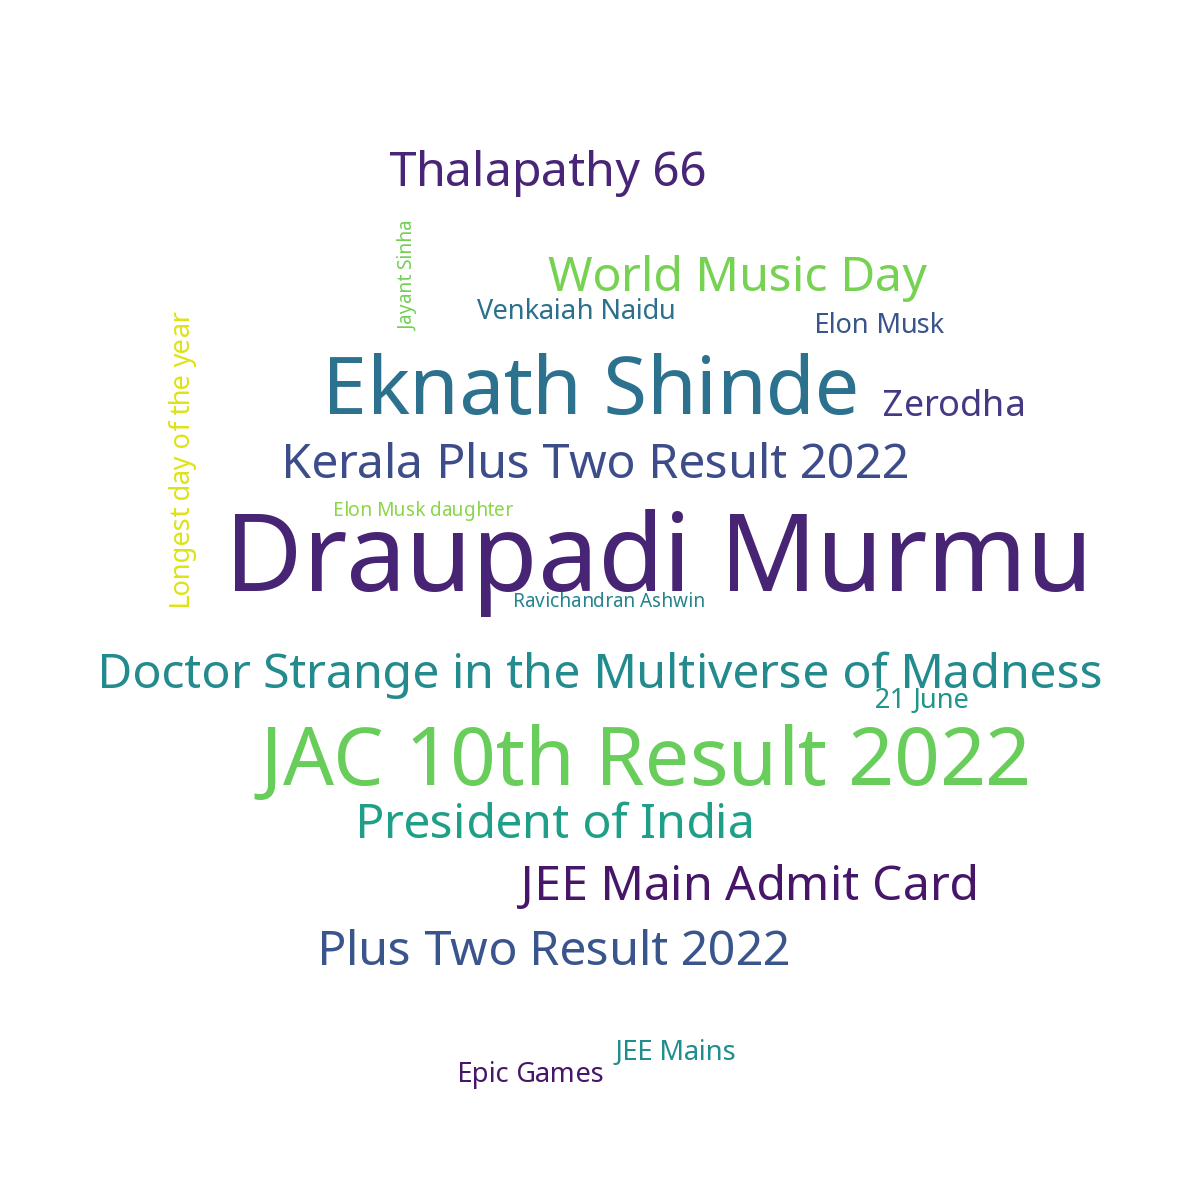 Thalapathy 66
Jayant Sinha
World Music Day
Venkaiah Naidu
Elon Musk
Longest day of the year
Eknath Shinde
Zerodha
Kerala Plus Two Result 2022
Elon Musk daughter
Draupadi Murmu
Ravichandran Ashwin
Doctor Strange in the Multiverse of Madness
21 June
JAC 10th Result 2022
President of India
JEE Main Admit Card
Plus Two Result 2022
JEE Mains
Epic Games